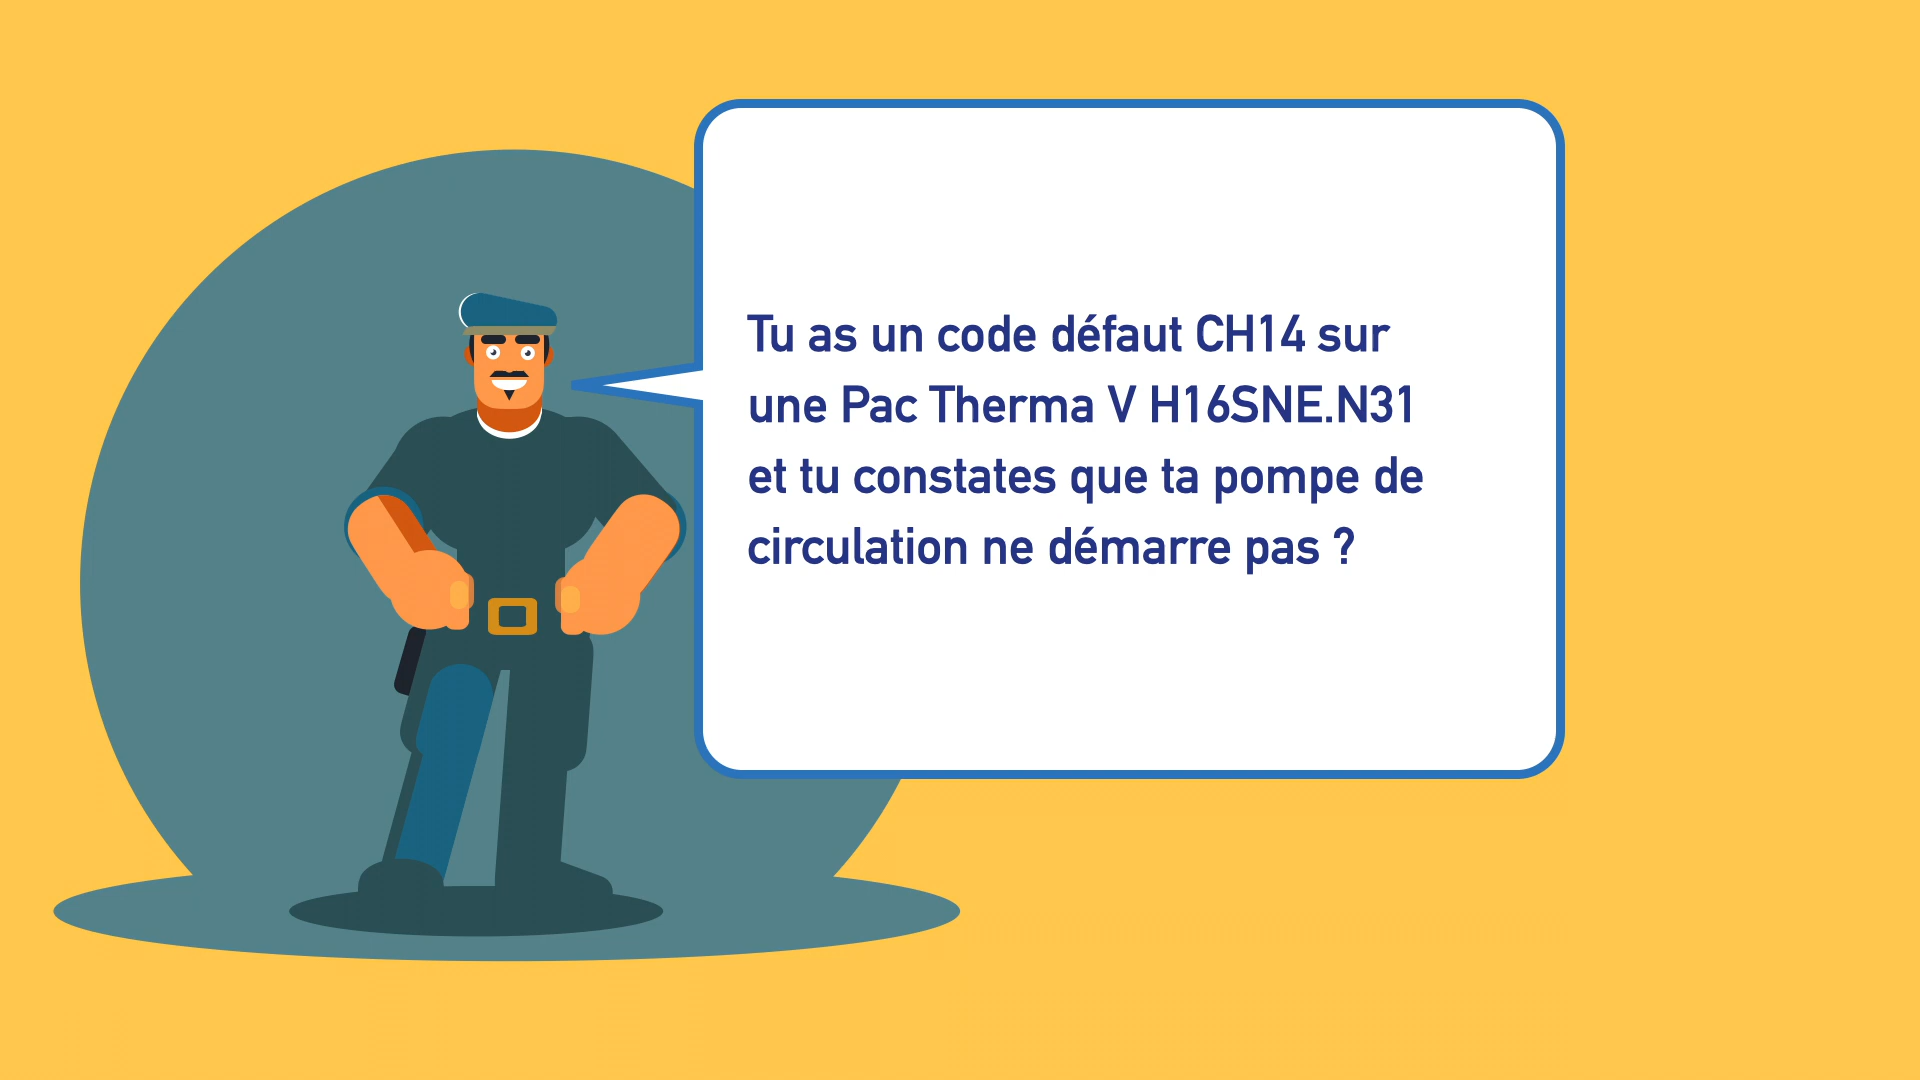 Tu as un code défaut CH14 sur
une Pac Therma V H16SNE.N31
et tu constates que ta pompe de
circulation ne démarre pas ?